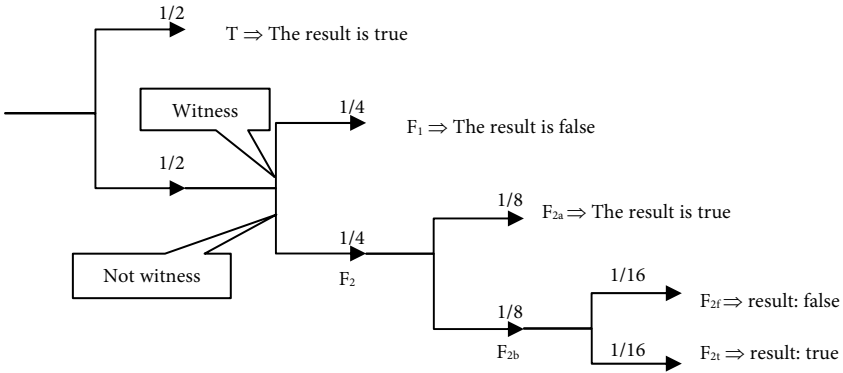 1/2
T ⇒ The result is true
Witness
1/4
F₁ ⇒ The result is false
1/2
1/8
F₂ₐ ⇒ The result is true
1/4
Not witness
F₂
1/16
1/8
F₂f ⇒ result: false
F₂b
1/16
F₂t ⇒ result: true